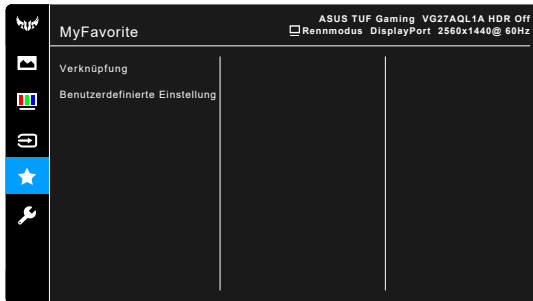 MyFavorite
ASUS TUF Gaming VG27AQL1A HDR Off
Rennmodus DisplayPort 2560x1440@ 60Hz
Verknüpfung
Benutzerdefinierte Einstellung